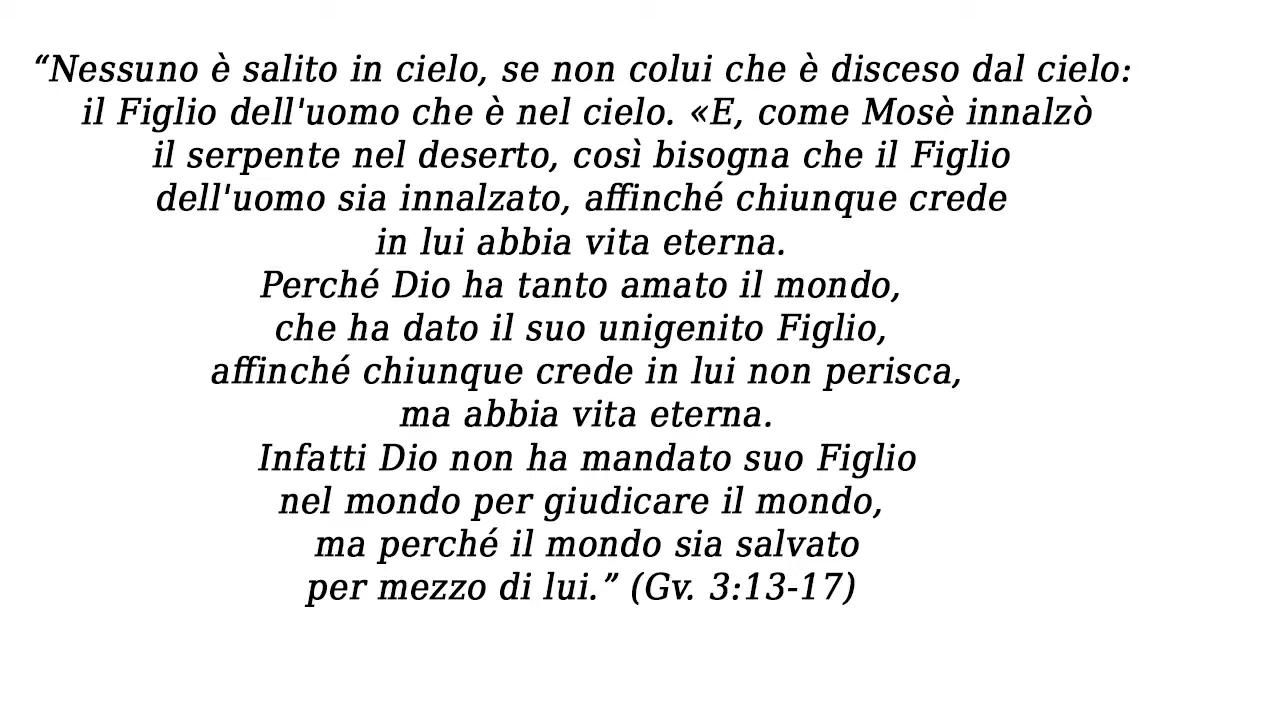 “Nessuno è salito in cielo, se non colui che è disceso dal cielo:
il Figlio dell'uomo che è nel cielo. «E, come Mosè innalzò
il serpente nel deserto, così bisogna che il Figlio
dell'uomo sia innalzato, affinché chiunque crede
in lui abbia vita eterna.
Perché Dio ha tanto amato il mondo,
che ha dato il suo unigenito Figlio,
affinché chiunque crede in lui non perisca,
ma abbia vita eterna.
Infatti Dio non ha mandato suo Figlio
nel mondo per giudicare il mondo,
ma perché il mondo sia salvato
per mezzo di lui.” (Gv. 3:13-17)